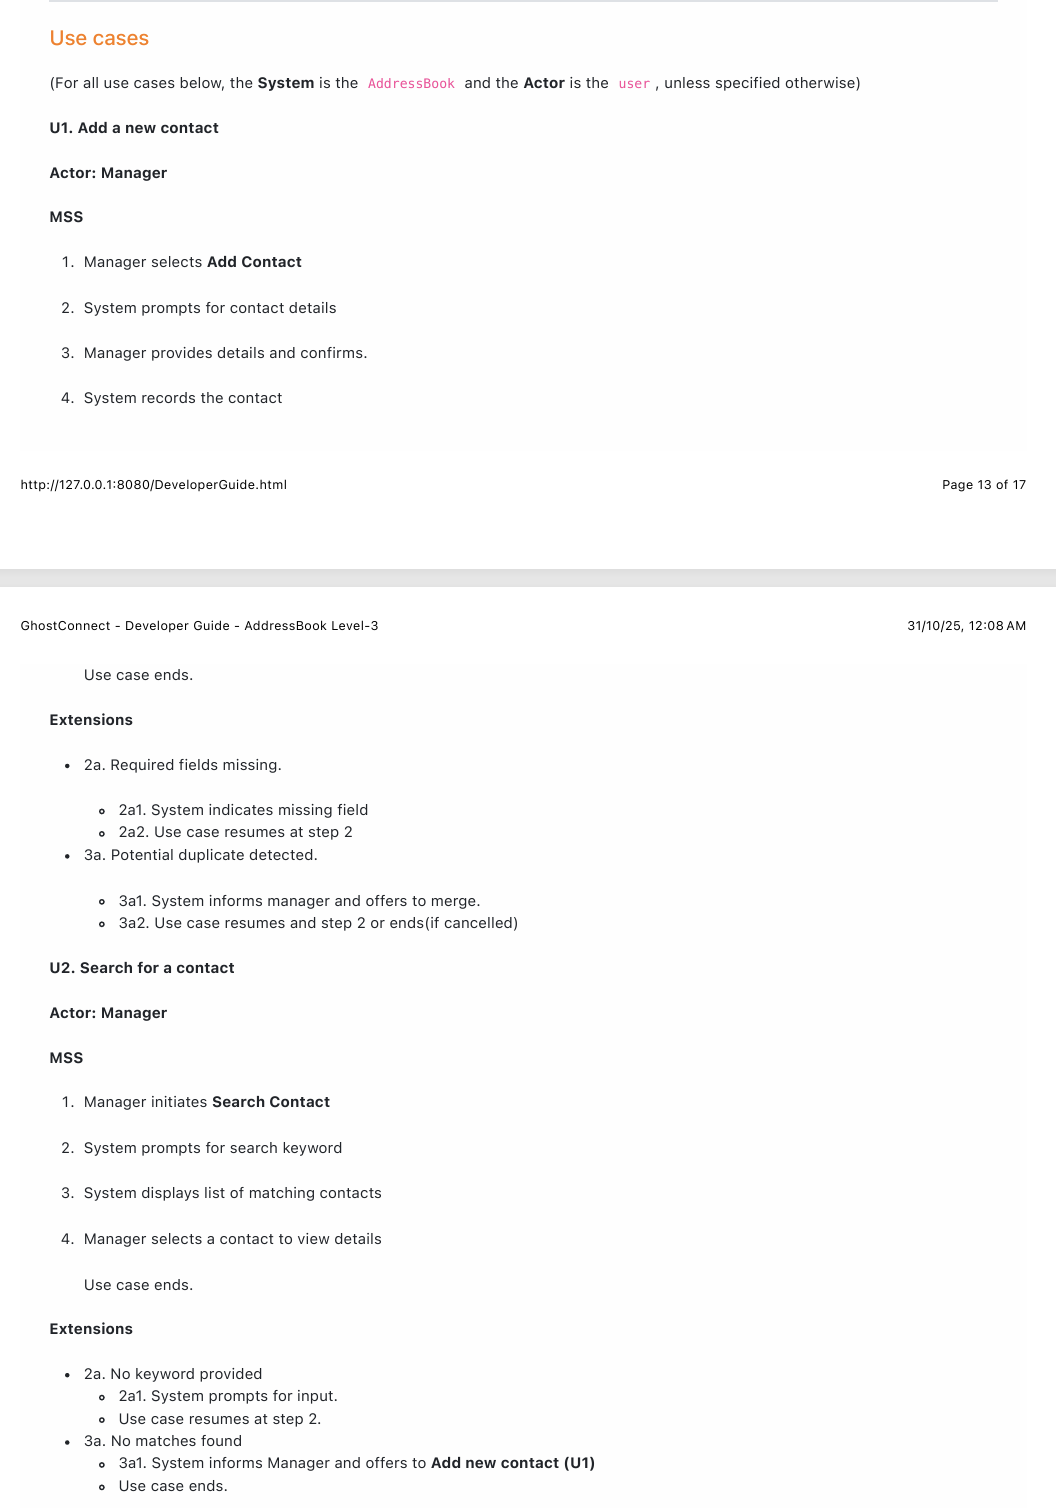 Use cases
(For all use cases below, the System is the AddressBook and the Actor is the user , unless specified otherwise)
U1. Add a new contact
Actor: Manager
MSS
1. Manager selects Add Contact
2. System prompts for contact details
3. Manager provides details and confirms.
4. System records the contact
http://127.0.0.1:8080/DeveloperGuide.html Page 13 of 17
GhostConnect - Developer Guide - AddressBook Level-3 31/10/25, 12:08 AM
Use case ends.
Extensions
• 2a. Required fields missing.
◦ 2a1. System indicates missing field
◦ 2a2. Use case resumes at step 2
• 3a. Potential duplicate detected.
◦ 3a1. System informs manager and offers to merge.
◦ 3a2. Use case resumes and step 2 or ends(if cancelled)
U2. Search for a contact
Actor: Manager
MSS
1. Manager initiates Search Contact
2. System prompts for search keyword
3. System displays list of matching contacts
4. Manager selects a contact to view details
Use case ends.
Extensions
• 2a. No keyword provided
◦ 2a1. System prompts for input.
◦ Use case resumes at step 2.
• 3a. No matches found
◦ 3a1. System informs Manager and offers to Add new contact (U1)
◦ Use case ends.